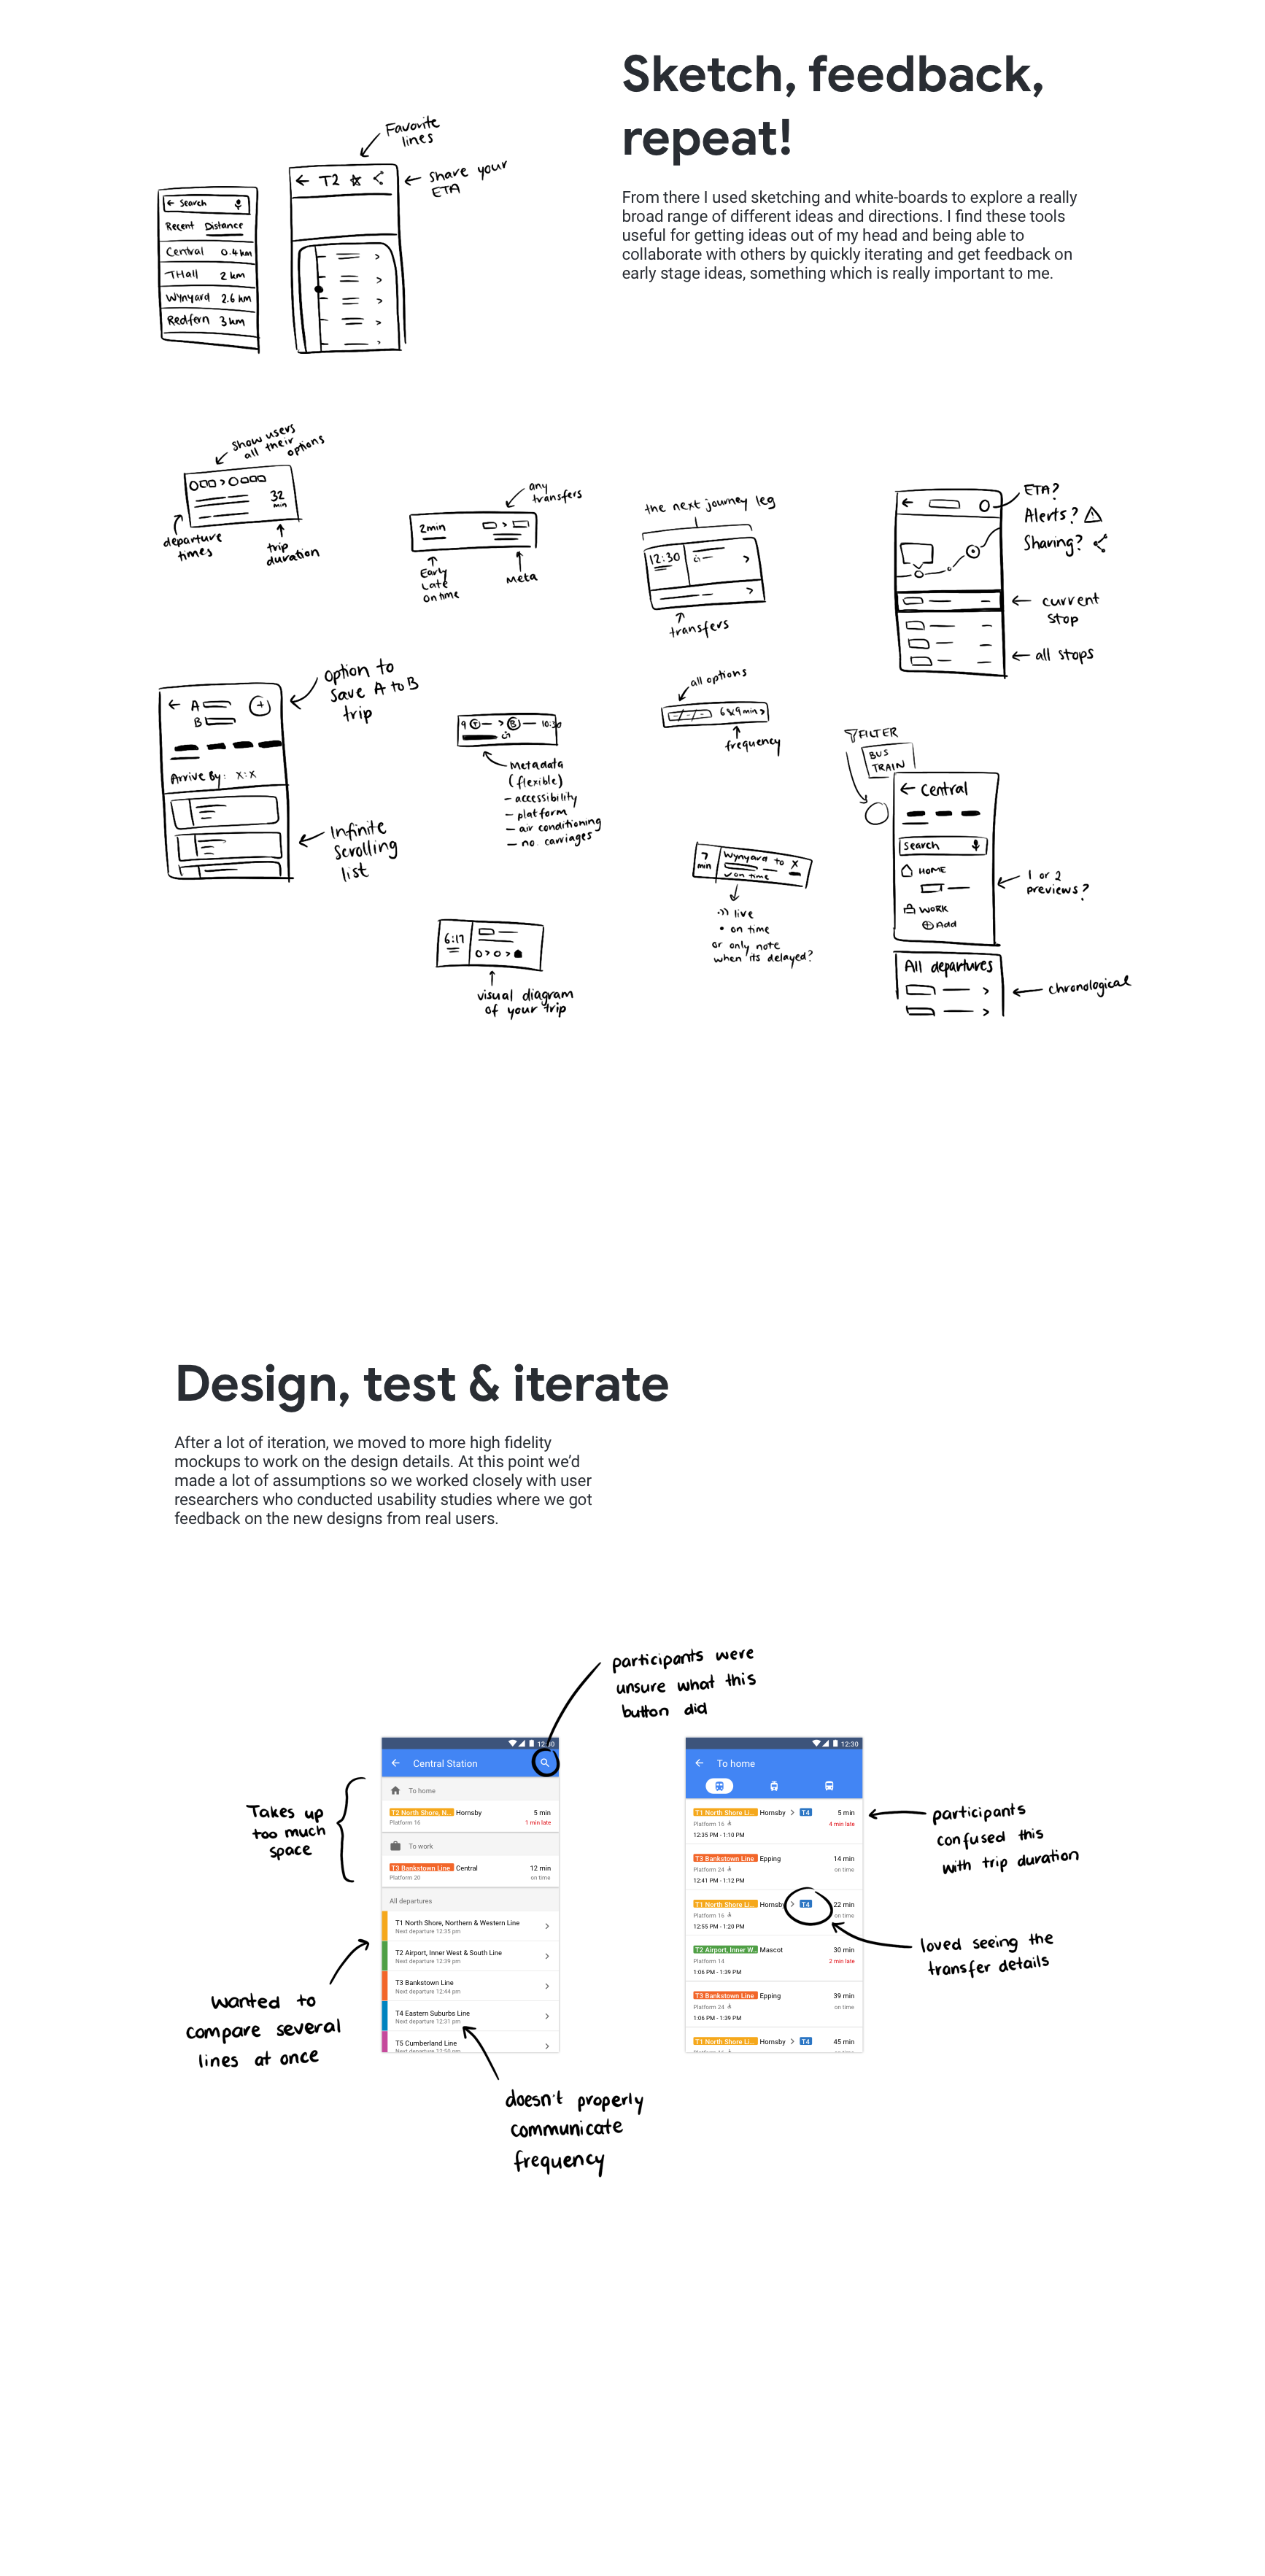 Sketch, feedback,
repeat!
From there I used sketching and white-boards to explore a really
broad range of different ideas and directions. I find these tools
useful for getting ideas out of my head and being able to
collaborate with others by quickly iterating and get feedback on
early stage ideas, something which is really important to me.
Favorite
lines
share your
ETA
← T2
← Search
Recent Distance
Central 0.4 km
THall 2 km
Wynyard 2.6 km
Redfern 3 km
Show users
all their
options
32
min
departure
times
trip
duration
any
transfers
2min
Early
Late
on time
Meta
the next journey leg
12:30
transfers
ETA?
Alerts?
Sharing?
current
stop
all stops
option to
save A to B
trip
← A
B
Arrive By: X:X
Infinite
scrolling
list
9 T > B 10:30
Metadata
(flexible)
- accessibility
- platform
- air conditioning
- no. carriages
all options
6 & 9 min >
frequency
FILTER
BUS
TRAIN
← Central
Search
HOME
WORK
Add
1 or 2
previews?
All departures
chronological
7
min
Wynyard to X
on time
live
• on time
or only note
when its delayed?
6:17
visual diagram
of your trip
Design, test & iterate
After a lot of iteration, we moved to more high fidelity
mockups to work on the design details. At this point we'd
made a lot of assumptions so we worked closely with user
researchers who conducted usability studies where we got
feedback on the new designs from real users.
participants were
unsure what this
button did
Takes up
too much
space
wanted to
compare several
lines at once
doesn't properly
communicate
frequency
12:30
Central Station
To home
T2 North Shore, N... Hornsby 5 min
Platform 16 1 min late
To work
T3 Bankstown Line Central 12 min
Platform 20 on time
All departures
T1 North Shore, Northern & Western Line
Next departure 12:35 pm
T2 Airport, Inner West & South Line
Next departure 12:39 pm
T3 Bankstown Line
Next departure 12:44 pm
T4 Eastern Suburbs Line
Next departure 12:31 pm
T5 Cumberland Line
Next departure 12:50 pm
12:30
To home
T1 North Shore Li... Hornsby > T4 5 min
Platform 16 4 min late
12:35 PM - 1:10 PM
T3 Bankstown Line Epping 14 min
Platform 24 on time
12:41 PM - 1:12 PM
T1 North Shore Li... Hornsby > T4 22 min
Platform 16 on time
12:55 PM - 1:20 PM
T2 Airport, Inner W... Mascot 30 min
Platform 14 2 min late
1:06 PM - 1:39 PM
T3 Bankstown Line Epping 39 min
Platform 24 on time
1:06 PM - 1:39 PM
T1 North Shore Li... Hornsby > T4 45 min
participants
confused this
with trip duration
loved seeing the
transfer details